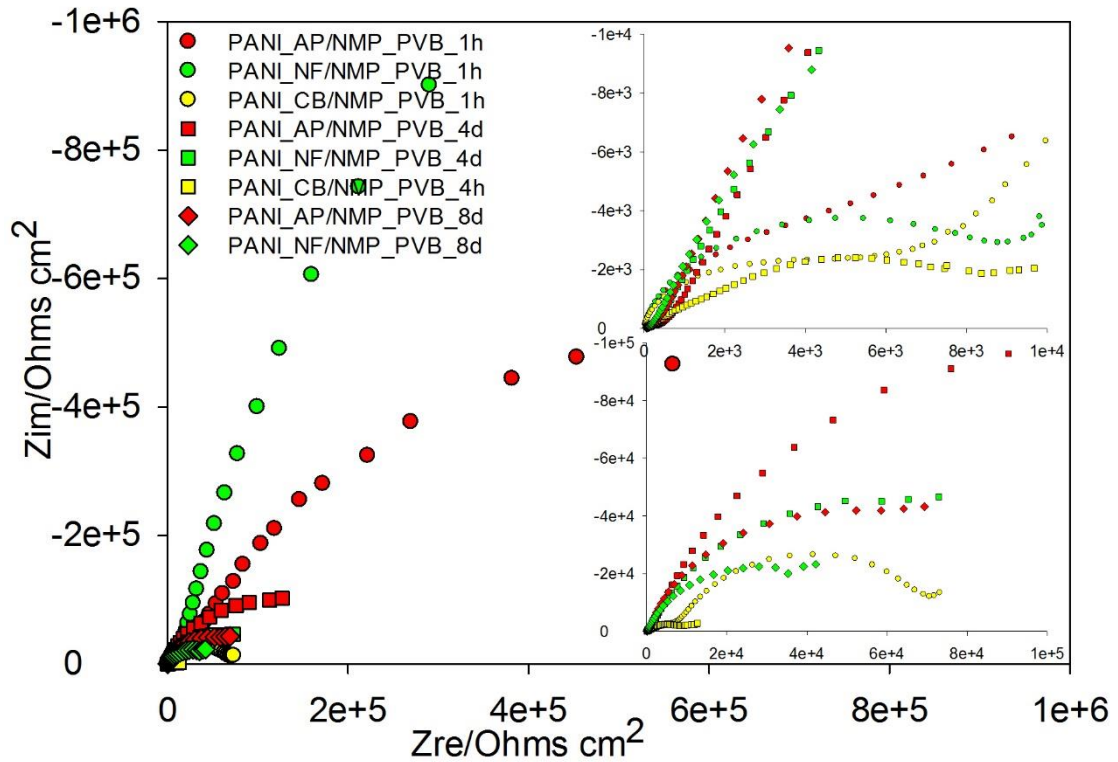 -1e+6
-8e+5
-6e+5
-4e+5
-2e+5
0
Zim/Ohms cm2
PANI_AP/NMP_PVB_1h
PANI_NF/NMP_PVB_1h
PANI_CB/NMP_PVB_1h
PANI_AP/NMP_PVB_4d
PANI_NF/NMP_PVB_4d
PANI_CB/NMP_PVB_4h
PANI_AP/NMP_PVB_8d
PANI_NF/NMP_PVB_8d
-1e+4
-8e+3
-6e+3
-4e+3
-2e+3
0
0 2e+3 4e+3 6e+3 8e+3 1e+4
-1e+5
-8e+4
-6e+4
-4e+4
-2e+4
0
0 2e+4 4e+4 6e+4 8e+4 1e+5
0 2e+5 4e+5 6e+5 8e+5 1e+6
Zre/Ohms cm2